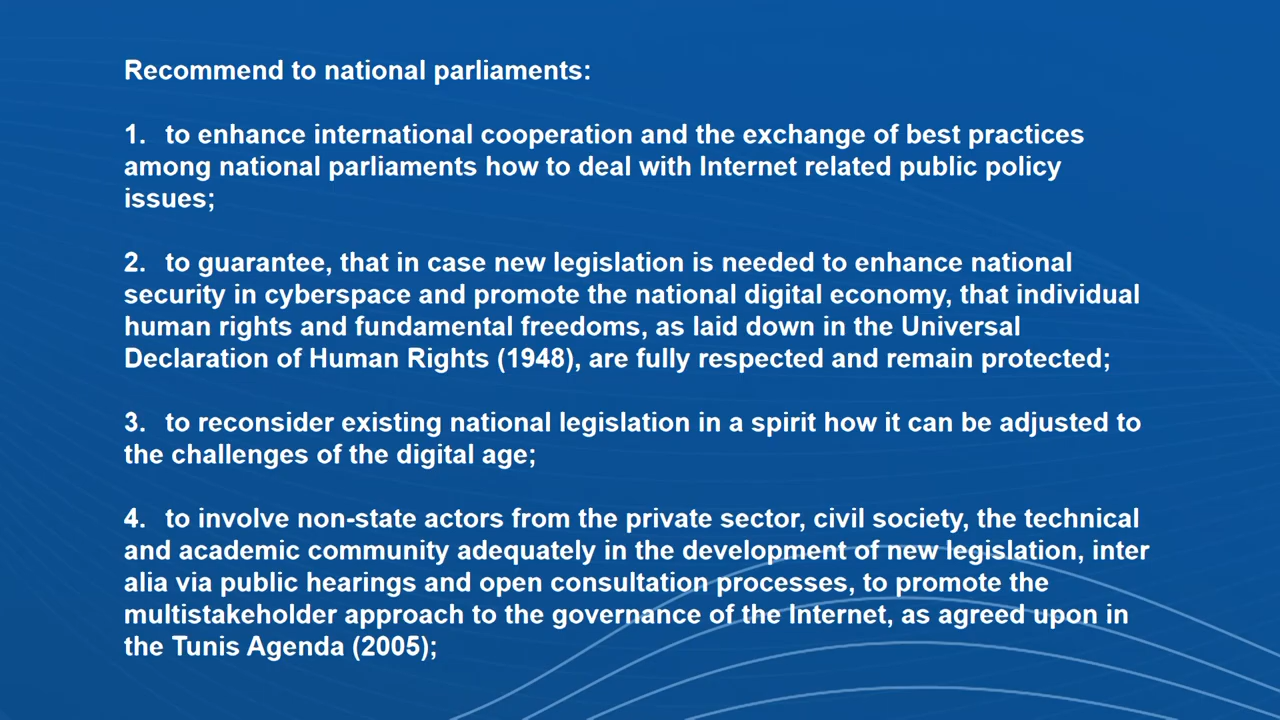 Recommend to national parliaments:
1. to enhance international cooperation and the exchange of best practices
among national parliaments how to deal with Internet related public policy
issues;
2. to guarantee, that in case new legislation is needed to enhance national
security in cyberspace and promote the national digital economy, that individual
human rights and fundamental freedoms, as laid down in the Universal
Declaration of Human Rights (1948), are fully respected and remain protected;
3. to reconsider existing national legislation in a spirit how it can be adjusted to
the challenges of the digital age;
4. to involve non-state actors from the private sector, civil society, the technical
and academic community adequately in the development of new legislation, inter
alia via public hearings and open consultation processes, to promote the
multistakeholder approach to the governance of the Internet, as agreed upon in
the Tunis Agenda (2005);